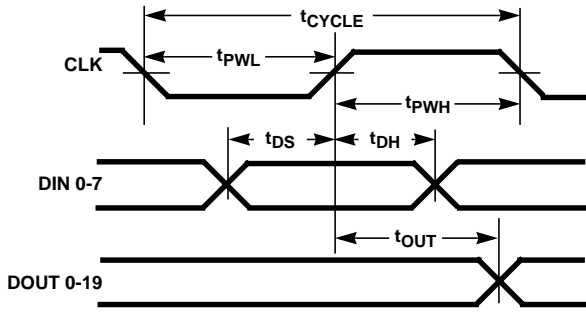 tCYCLE
CLK
tPWL
tPWH
tDS
tDH
DIN 0-7
tOUT
DOUT 0-19